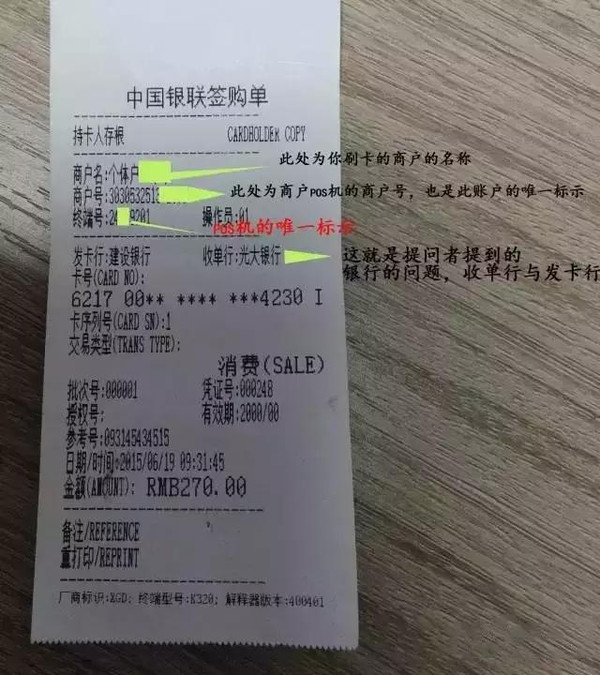 中国银联签购单
持卡人存根 CARDHOLDER COPY
商户名:个体户
此处为你刷卡的商户的名称
商户号:3030532513
此处为商户POS机的商户号，也是此账户的唯一标示
终端号:24 9201 操作员:01
POS机的唯一标示
发卡行:建设银行 收单行:光大银行
这就是提问者提到的
银行的问题，收单行与发卡行
卡号(CARD NO):
6217 00** **** ***4230 I
卡序列号(CARD SN):1
交易类型(TRANS TYPE):
消费(SALE)
批次号:000001 凭证号:000248
授权号: 有效期:2000/00
参考号:093145434515
日期/时间:2015/06/19 09:31:45
金额(AMOUNT): RMB270.00
备注/REFERENCE
重打印/REPRINT
厂商标识:XGD; 终端型号:K320; 解释器版本:400401